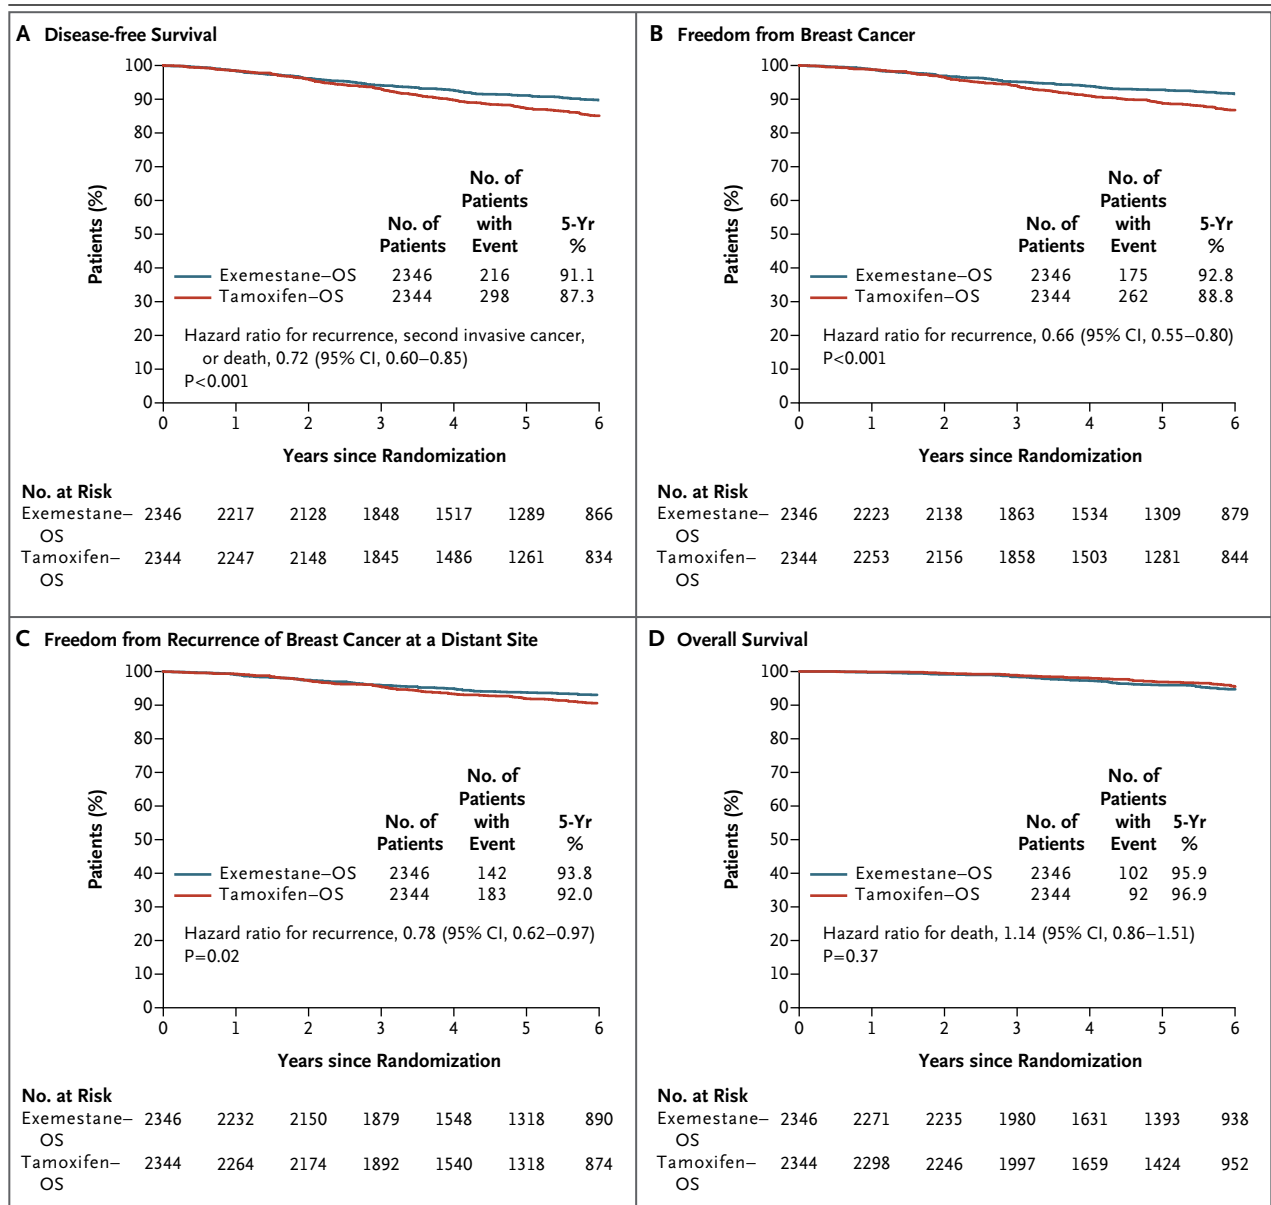 A Disease-free Survival
100
90
80
70
60
50
40
30
20
10
0
Patients (%)
No. of Patients
No. of Patients with Event
5-Yr %
Exemestane–OS 2346 216 91.1
Tamoxifen–OS 2344 298 87.3
Hazard ratio for recurrence, second invasive cancer,
or death, 0.72 (95% CI, 0.60–0.85)
P<0.001
0 1 2 3 4 5 6
Years since Randomization
No. at Risk
Exemestane–OS 2346 2217 2128 1848 1517 1289 866
Tamoxifen–OS 2344 2247 2148 1845 1486 1261 834
B Freedom from Breast Cancer
100
90
80
70
60
50
40
30
20
10
0
Patients (%)
No. of Patients
No. of Patients with Event
5-Yr %
Exemestane–OS 2346 175 92.8
Tamoxifen–OS 2344 262 88.8
Hazard ratio for recurrence, 0.66 (95% CI, 0.55–0.80)
P<0.001
0 1 2 3 4 5 6
Years since Randomization
No. at Risk
Exemestane–OS 2346 2223 2138 1863 1534 1309 879
Tamoxifen–OS 2344 2253 2156 1858 1503 1281 844
C Freedom from Recurrence of Breast Cancer at a Distant Site
100
90
80
70
60
50
40
30
20
10
0
Patients (%)
No. of Patients
No. of Patients with Event
5-Yr %
Exemestane–OS 2346 142 93.8
Tamoxifen–OS 2344 183 92.0
Hazard ratio for recurrence, 0.78 (95% CI, 0.62–0.97)
P=0.02
0 1 2 3 4 5 6
Years since Randomization
No. at Risk
Exemestane–OS 2346 2232 2150 1879 1548 1318 890
Tamoxifen–OS 2344 2264 2174 1892 1540 1318 874
D Overall Survival
100
90
80
70
60
50
40
30
20
10
0
Patients (%)
No. of Patients
No. of Patients with Event
5-Yr %
Exemestane–OS 2346 102 95.9
Tamoxifen–OS 2344 92 96.9
Hazard ratio for death, 1.14 (95% CI, 0.86–1.51)
P=0.37
0 1 2 3 4 5 6
Years since Randomization
No. at Risk
Exemestane–OS 2346 2271 2235 1980 1631 1393 938
Tamoxifen–OS 2344 2298 2246 1997 1659 1424 952